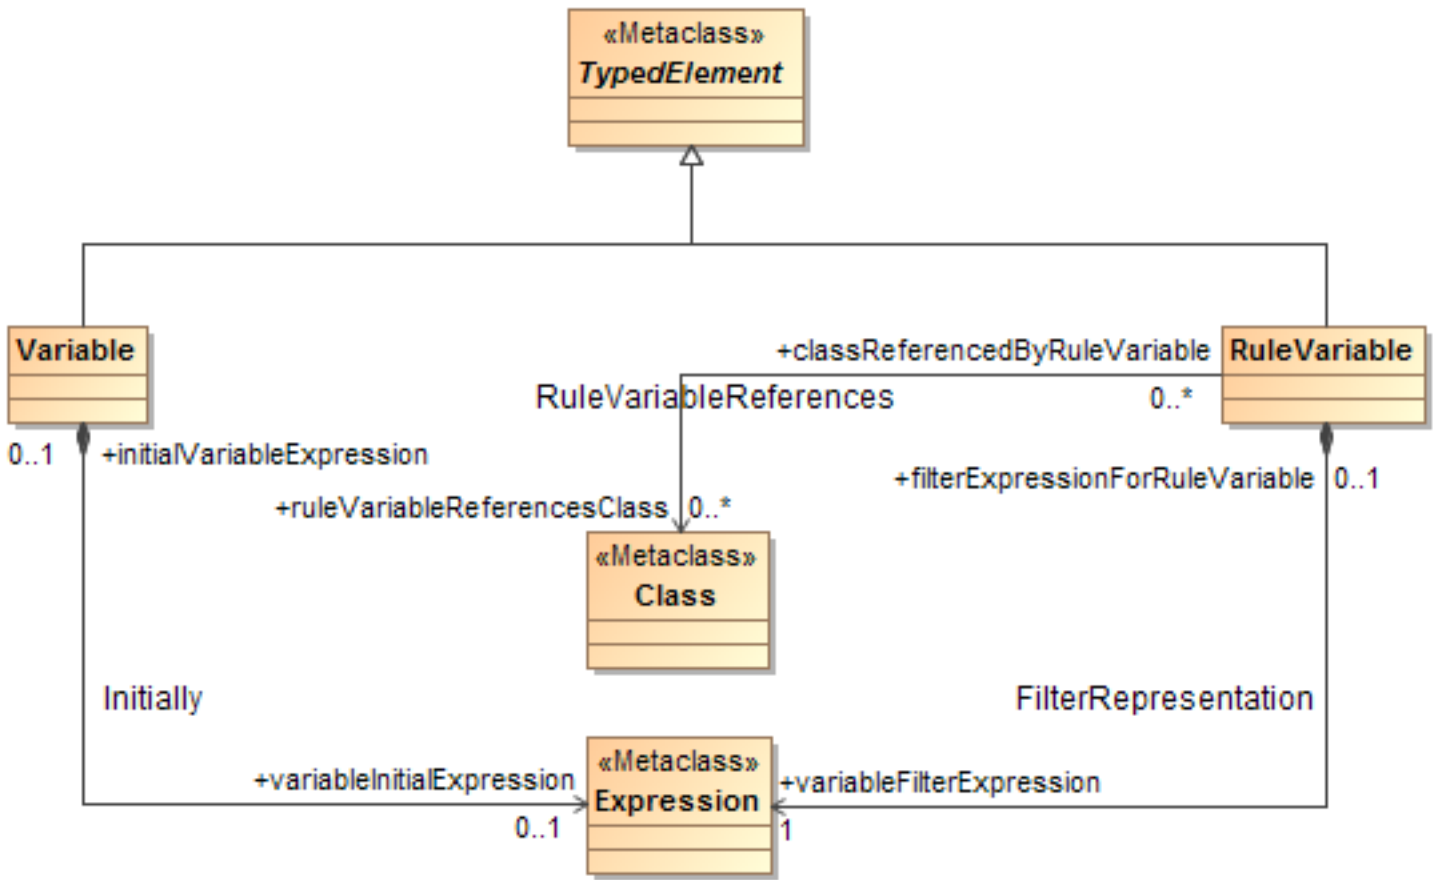 «Metaclass»
TypedElement
Variable
+classReferencedByRuleVariable
RuleVariable
RuleVariableReferences
0..*
0..1
+initialVariableExpression
+filterExpressionForRuleVariable
0..1
+ruleVariableReferencesClass
0..*
«Metaclass»
Class
Initially
FilterRepresentation
+variableInitialExpression
«Metaclass»
+variableFilterExpression
Expression
0..1
1